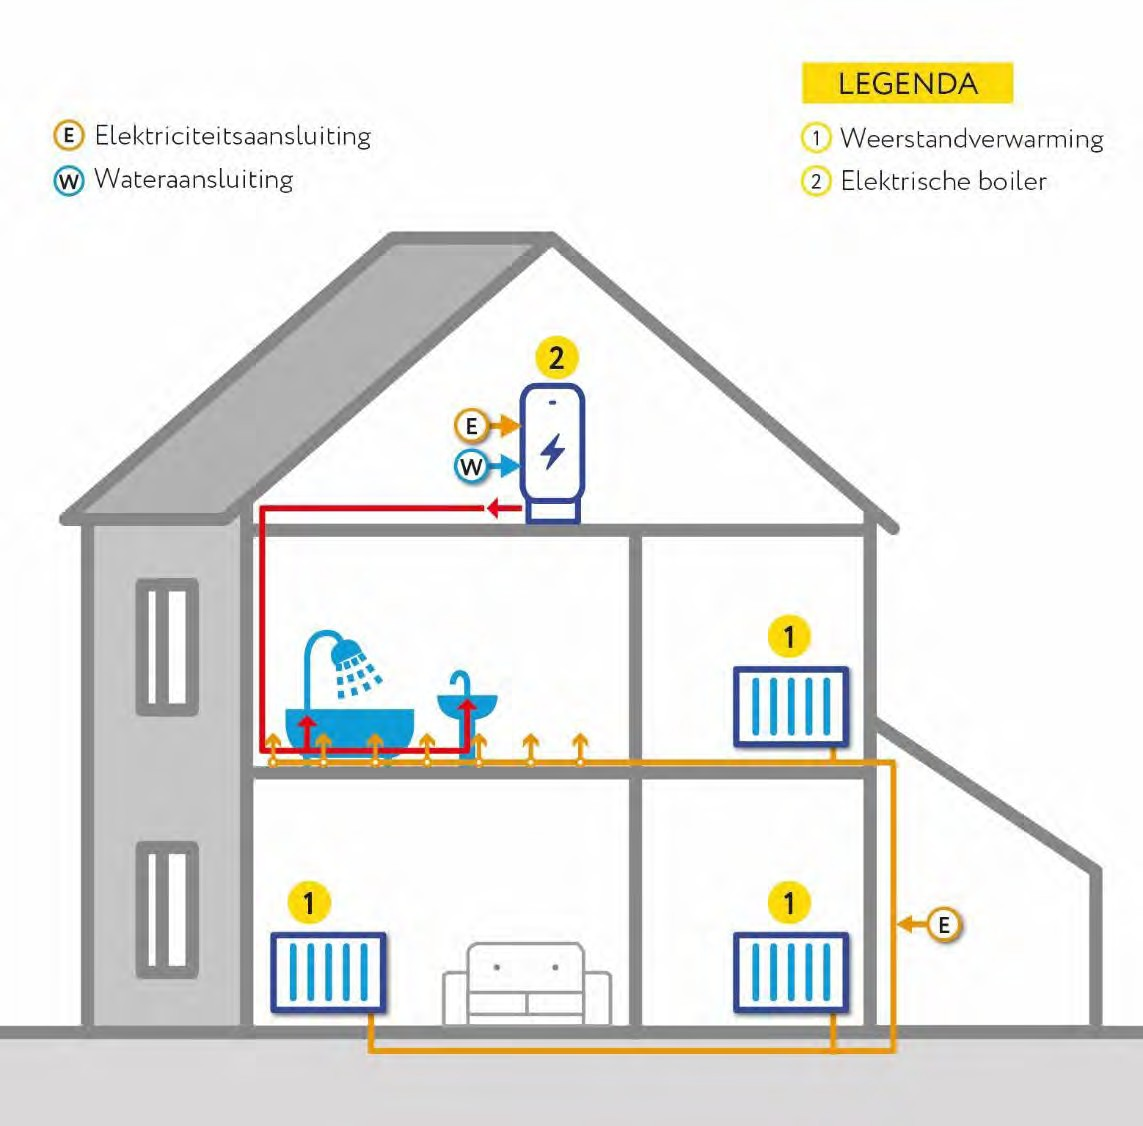 LEGENDA
E Elektriciteitsaansluiting
W Wateraansluiting
1 Weerstandverwarming
2 Elektrische boiler
2
E
W
1
1
1
E